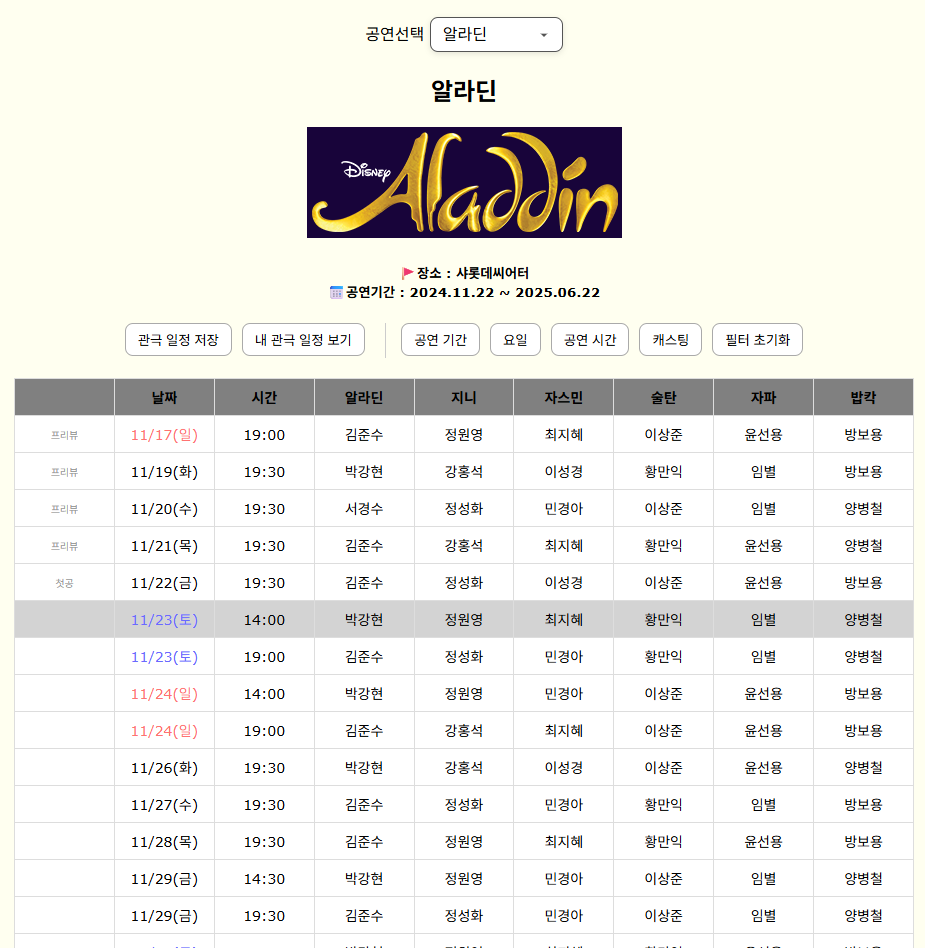 공연선택 알라딘
알라딘
Disney Aladdin
장소 : 샤롯데씨어터
공연기간 : 2024.11.22 ~ 2025.06.22
관극 일정 저장 내 관극 일정 보기 공연 기간 요일 공연 시간 캐스팅 필터 초기화
날짜 시간 알라딘 지니 자스민 술탄 자파 밥칵
프리뷰 11/17(일) 19:00 김준수 정원영 최지혜 이상준 윤선용 방보용
프리뷰 11/19(화) 19:30 박강현 강홍석 이성경 황만익 임별 방보용
프리뷰 11/20(수) 19:30 서경수 정성화 민경아 이상준 임별 양병철
프리뷰 11/21(목) 19:30 김준수 강홍석 최지혜 황만익 윤선용 양병철
첫공 11/22(금) 19:30 김준수 정성화 이성경 이상준 윤선용 방보용
11/23(토) 14:00 박강현 정원영 최지혜 황만익 임별 양병철
11/23(토) 19:00 김준수 정성화 민경아 황만익 임별 양병철
11/24(일) 14:00 박강현 정원영 민경아 이상준 윤선용 방보용
11/24(일) 19:00 김준수 강홍석 최지혜 이상준 윤선용 방보용
11/26(화) 19:30 박강현 강홍석 이성경 이상준 윤선용 양병철
11/27(수) 19:30 김준수 정성화 민경아 황만익 임별 방보용
11/28(목) 19:30 김준수 정원영 최지혜 황만익 윤선용 방보용
11/29(금) 14:30 박강현 정원영 민경아 이상준 임별 양병철
11/29(금) 19:30 김준수 정성화 민경아 이상준 임별 양병철